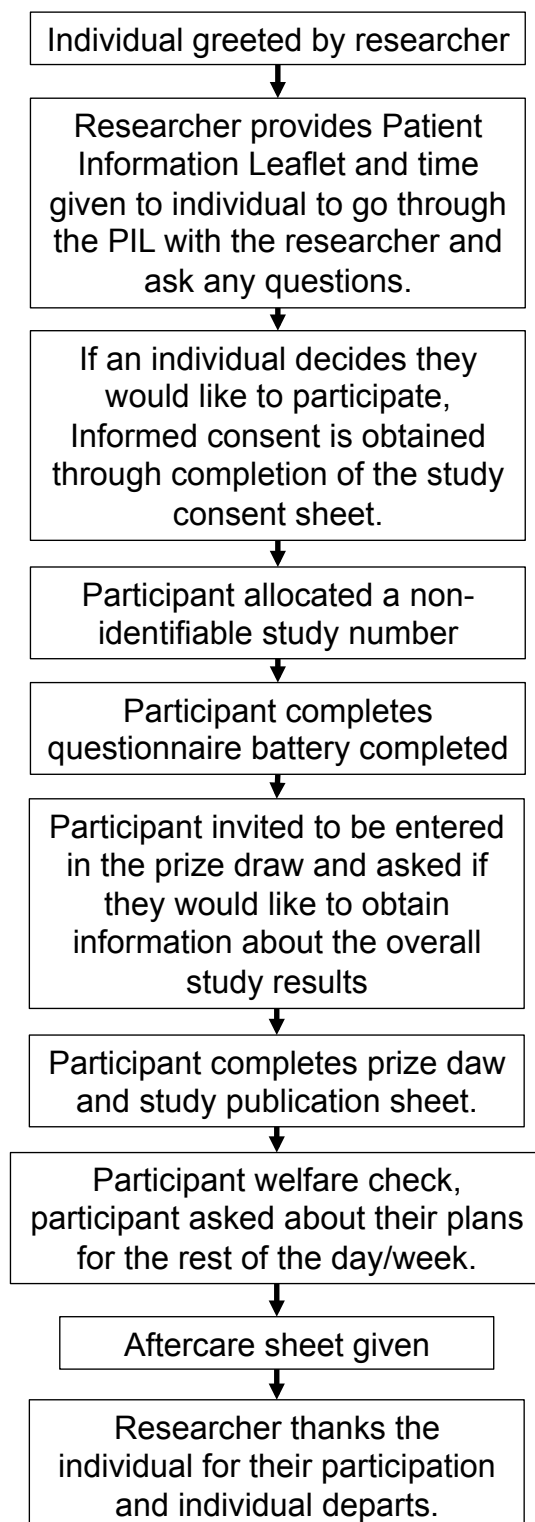 Individual greeted by researcher
Researcher provides Patient
Information Leaflet and time
given to individual to go through
the PIL with the researcher and
ask any questions.
If an individual decides they
would like to participate,
Informed consent is obtained
through completion of the study
consent sheet.
Participant allocated a non-
identifiable study number
Participant completes
questionnaire battery completed
Participant invited to be entered
in the prize draw and asked if
they would like to obtain
information about the overall
study results
Participant completes prize daw
and study publication sheet.
Participant welfare check,
participant asked about their plans
for the rest of the day/week.
Aftercare sheet given
Researcher thanks the
individual for their participation
and individual departs.